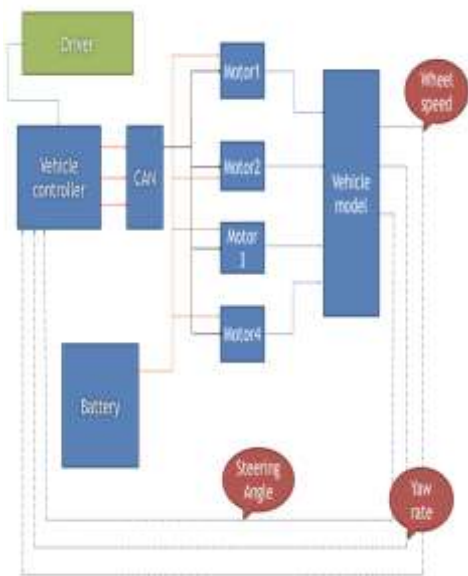 Driver
Vehicle
controller
CAN
Motor1
Motor2
Motor
3
Motor4
Vehicle
model
Wheel
speed
Battery
Steering
Angle
Yaw
rate